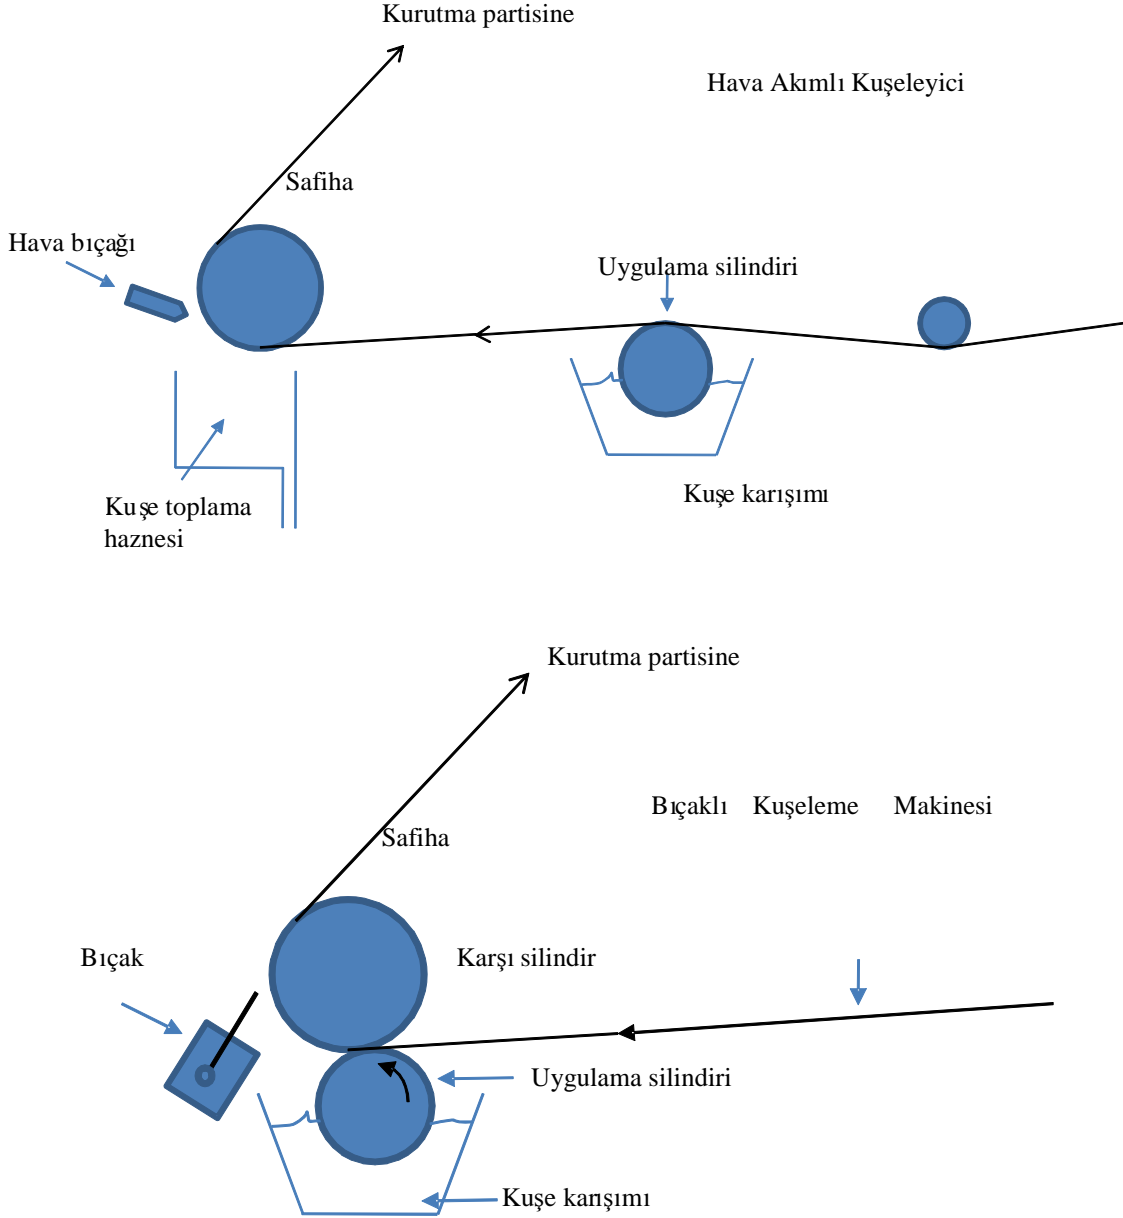 Kurutma partisine
Hava Akımlı Kuşeleyici
Safiha
Hava bıçağı
Uygulama silindiri
Kuşe karışımı
Kuşe toplama
haznesi
Kurutma partisine
Bıçaklı Kuşeleme Makinesi
Safiha
Bıçak
Karşı silindir
Uygulama silindiri
Kuşe karışımı